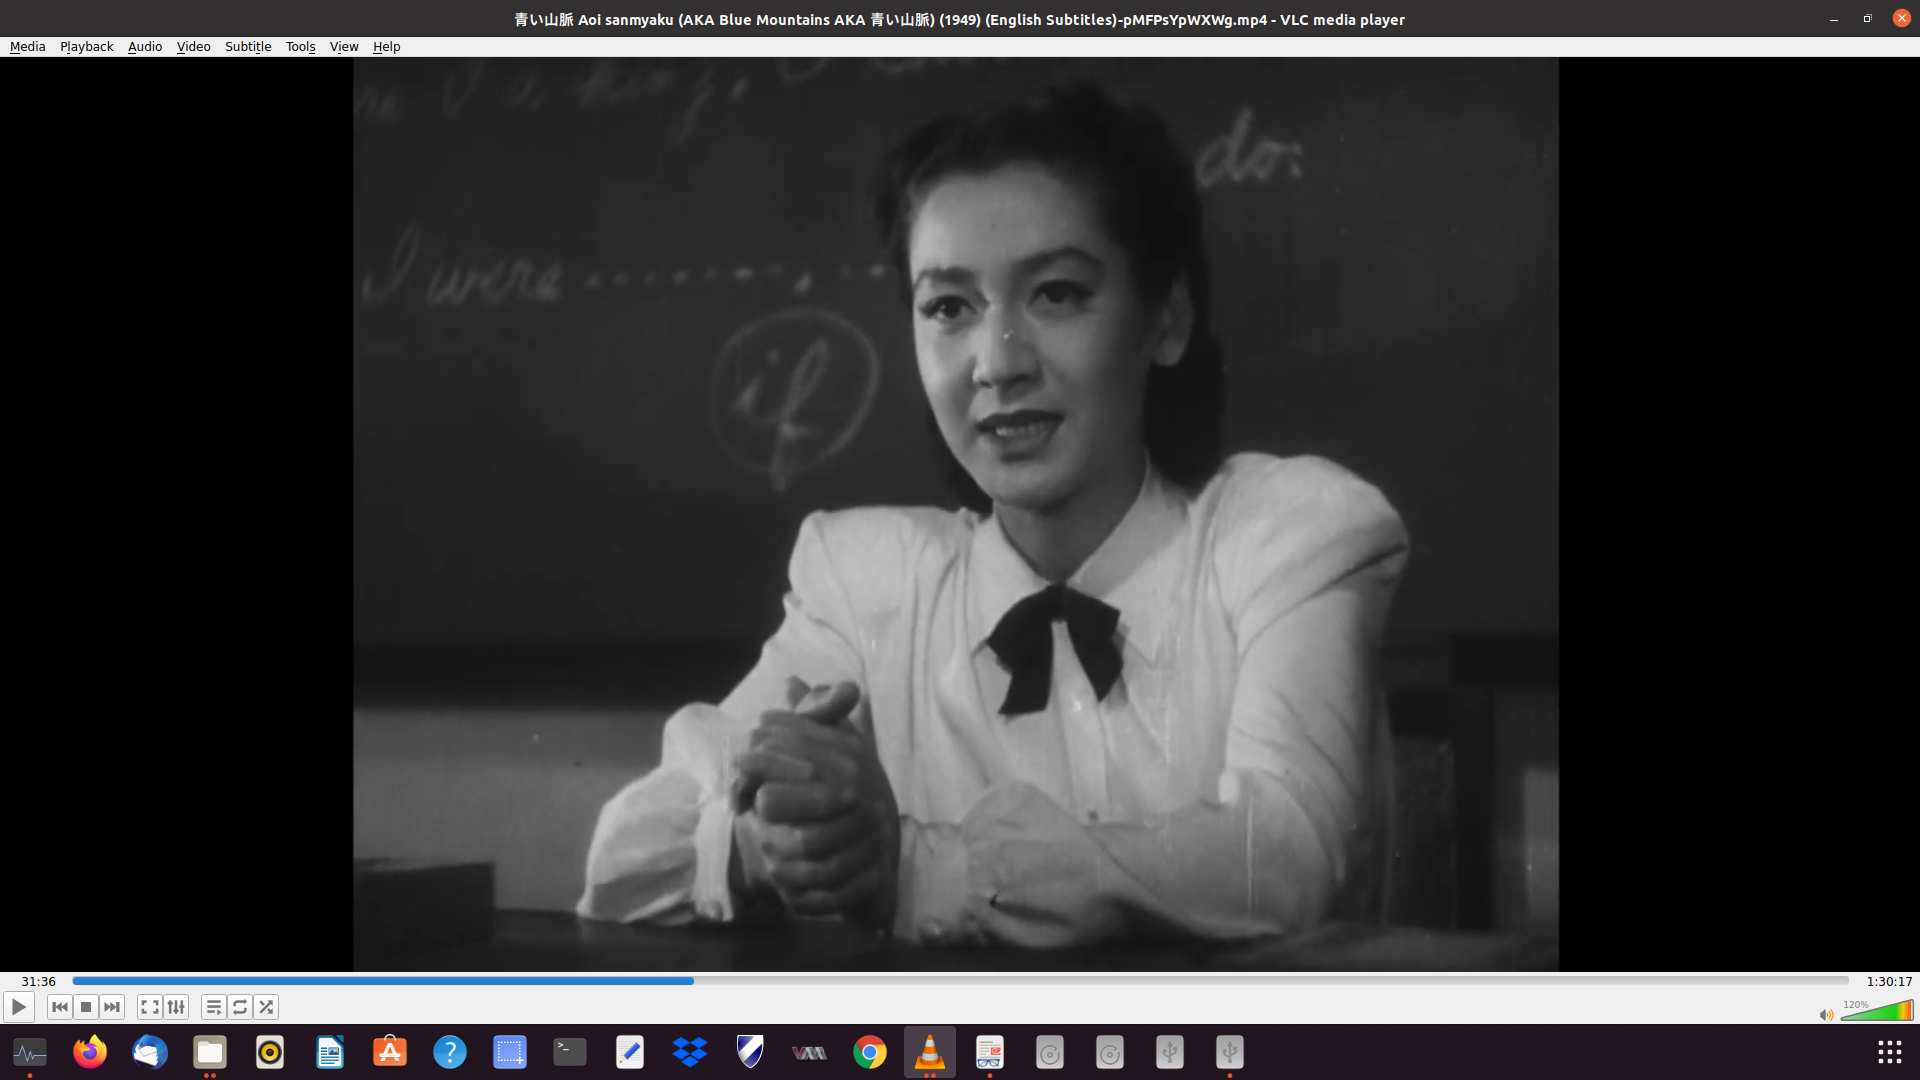 青い山脈 Aoi sanmyaku (AKA Blue Mountains AKA 青い山脈) (1949) (English Subtitles)-pMFPsYpWXWg.mp4 - VLC media player
Media Playback Audio Video Subtitle Tools View Help
do:
I were
if
31:36
1:30:17
120%